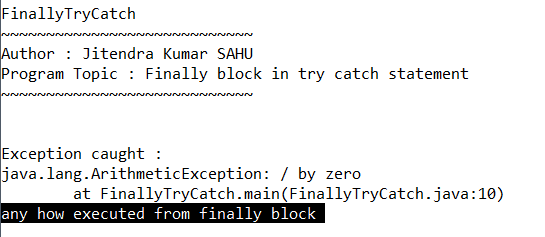 FinallyTryCatch
~~~~~~~~~~~~~~~~~~~~~~~~~~~~
Author : Jitendra Kumar SAHU
Program Topic : Finally block in try catch statement
~~~~~~~~~~~~~~~~~~~~~~~~~~~~
Exception caught :
java.lang.ArithmeticException: / by zero
        at FinallyTryCatch.main(FinallyTryCatch.java:10)
any how executed from finally block